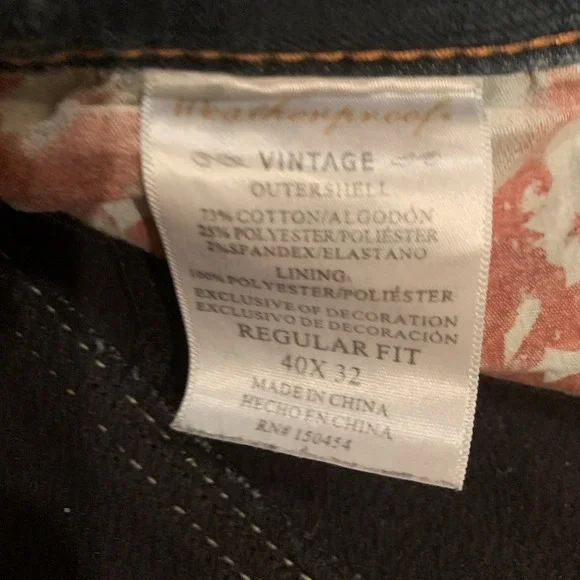 Weatherproof
VINTAGE
OUTERSHELL
73% COTTON/ALGODÓN
25% POLYESTER/POLIÉSTER
2% SPANDEX/ELASTANO
LINING:
100% POLYESTER/POLIÉSTER
EXCLUSIVE OF DECORATION
EXCLUSIVO DE DECORACIÓN
REGULAR FIT
40X 32
MADE IN CHINA
HECHO EN CHINA
RN# 150454